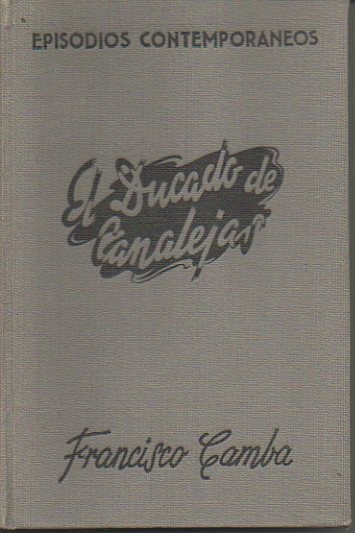 EPISODIOS CONTEMPORANEOS
El Ducado de
Canalejas
Francisco Camba